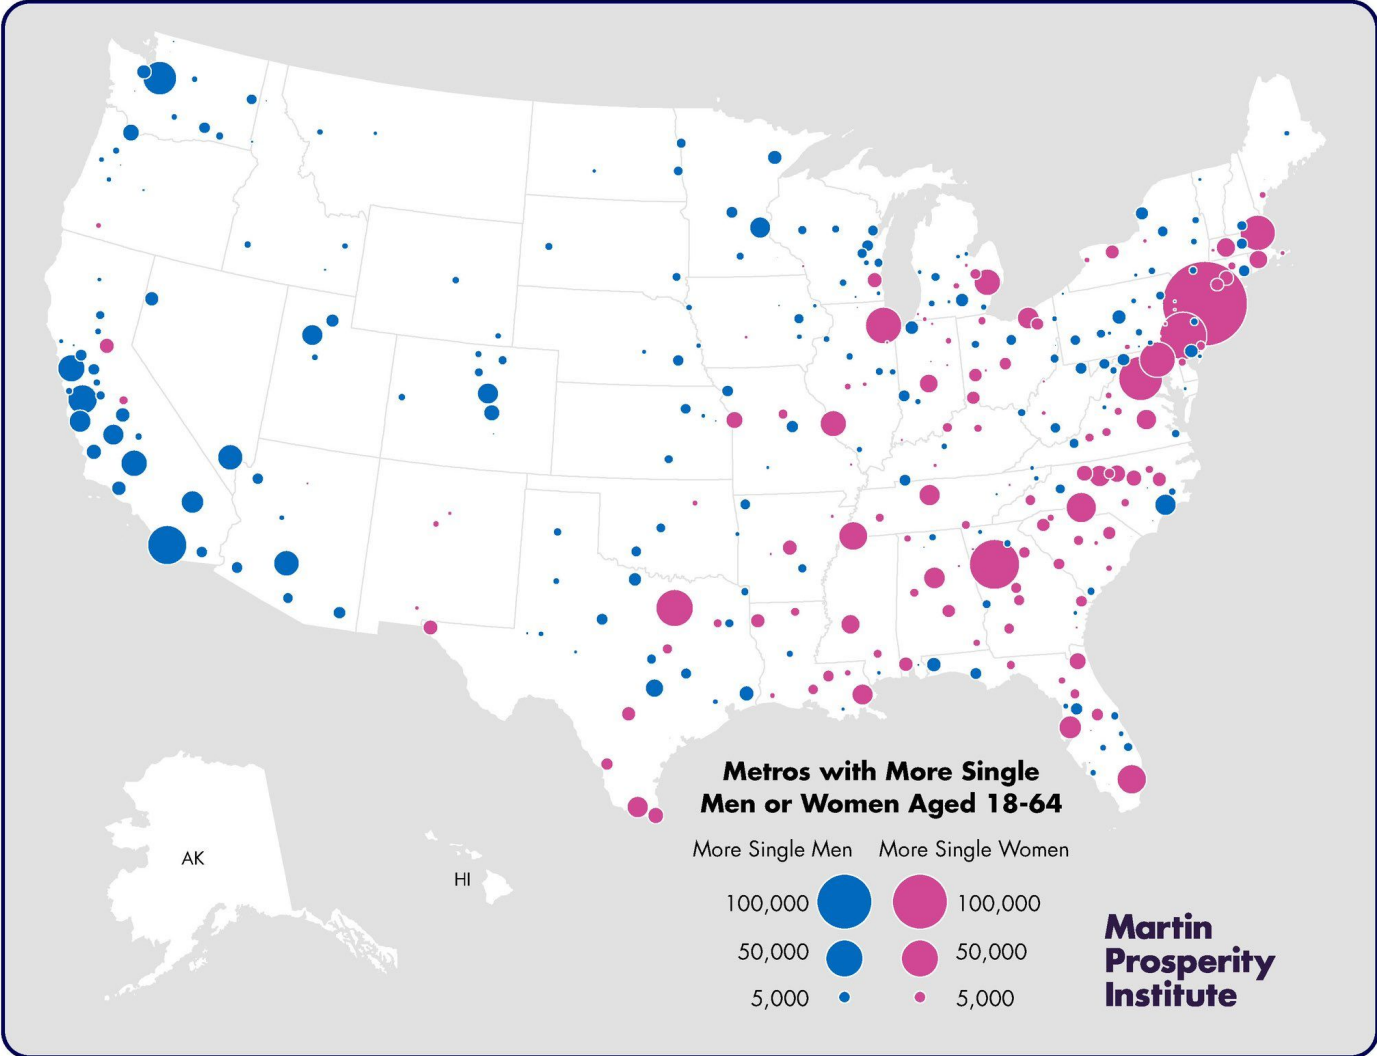 AK
HI
Metros with More Single
Men or Women Aged 18-64
More Single Men More Single Women
100,000 100,000
50,000 50,000
5,000 5,000
Martin
Prosperity
Institute